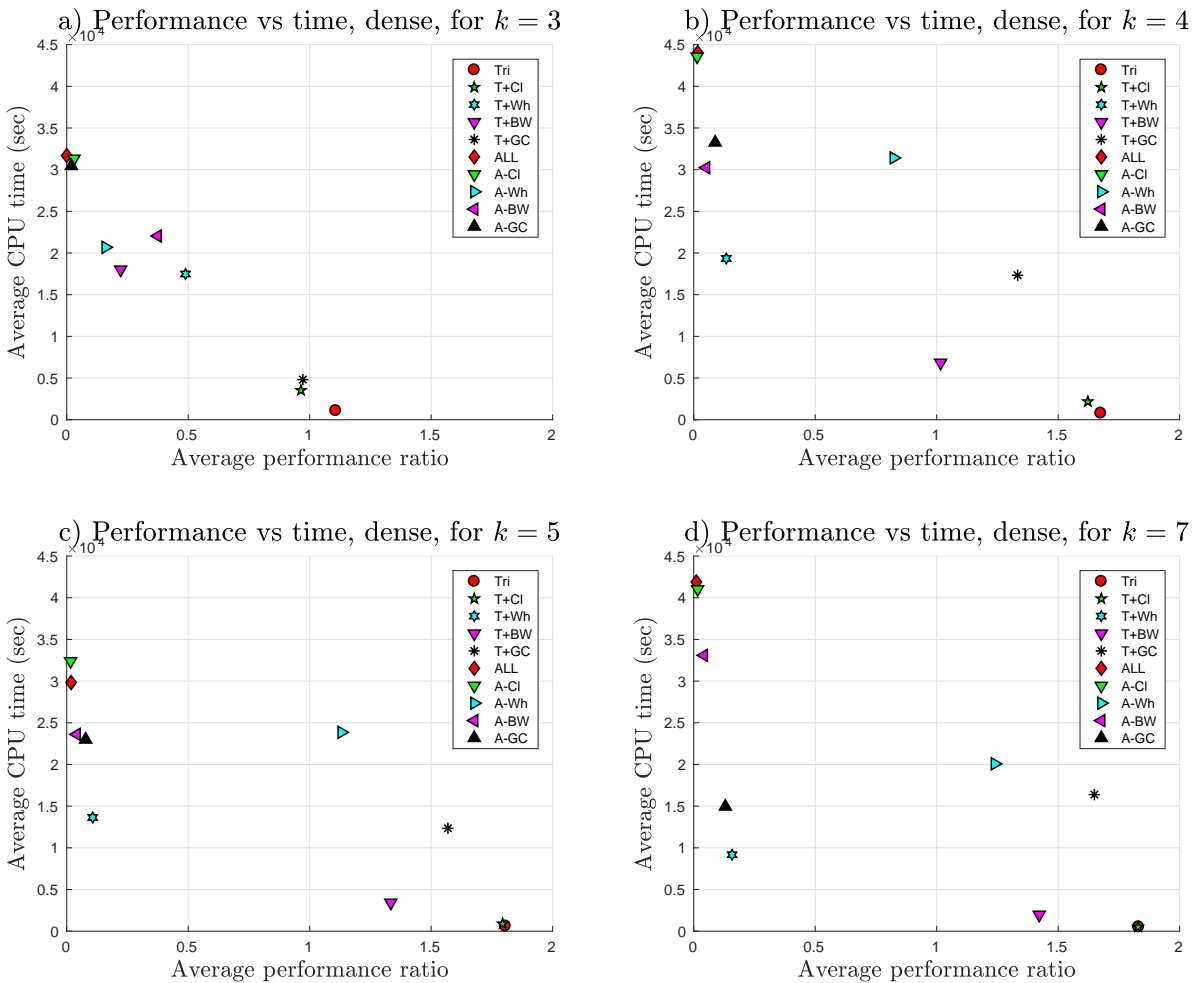 a) Performance vs time, dense, for k = 3
×10⁴
4.5
4
3.5
3
2.5
2
1.5
1
0.5
0
Average CPU time (sec)
0 0.5 1 1.5 2
Average performance ratio
Tri
T+Cl
T+Wh
T+BW
T+GC
ALL
A-Cl
A-Wh
A-BW
A-GC
b) Performance vs time, dense, for k = 4
×10⁴
4.5
4
3.5
3
2.5
2
1.5
1
0.5
0
Average CPU time (sec)
0 0.5 1 1.5 2
Average performance ratio
Tri
T+Cl
T+Wh
T+BW
T+GC
ALL
A-Cl
A-Wh
A-BW
A-GC
c) Performance vs time, dense, for k = 5
×10⁴
4.5
4
3.5
3
2.5
2
1.5
1
0.5
0
Average CPU time (sec)
0 0.5 1 1.5 2
Average performance ratio
Tri
T+Cl
T+Wh
T+BW
T+GC
ALL
A-Cl
A-Wh
A-BW
A-GC
d) Performance vs time, dense, for k = 7
×10⁴
4.5
4
3.5
3
2.5
2
1.5
1
0.5
0
Average CPU time (sec)
0 0.5 1 1.5 2
Average performance ratio
Tri
T+Cl
T+Wh
T+BW
T+GC
ALL
A-Cl
A-Wh
A-BW
A-GC